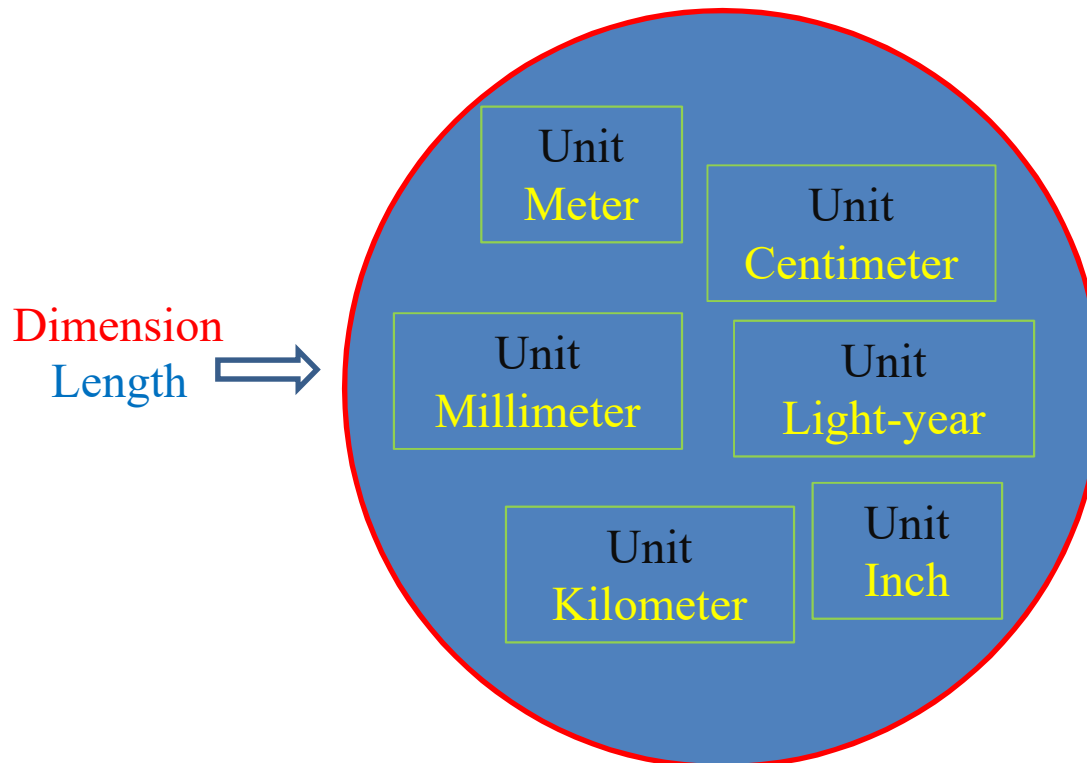 Dimension
Length
Unit
Meter
Unit
Centimeter
Unit
Millimeter
Unit
Light-year
Unit
Kilometer
Unit
Inch